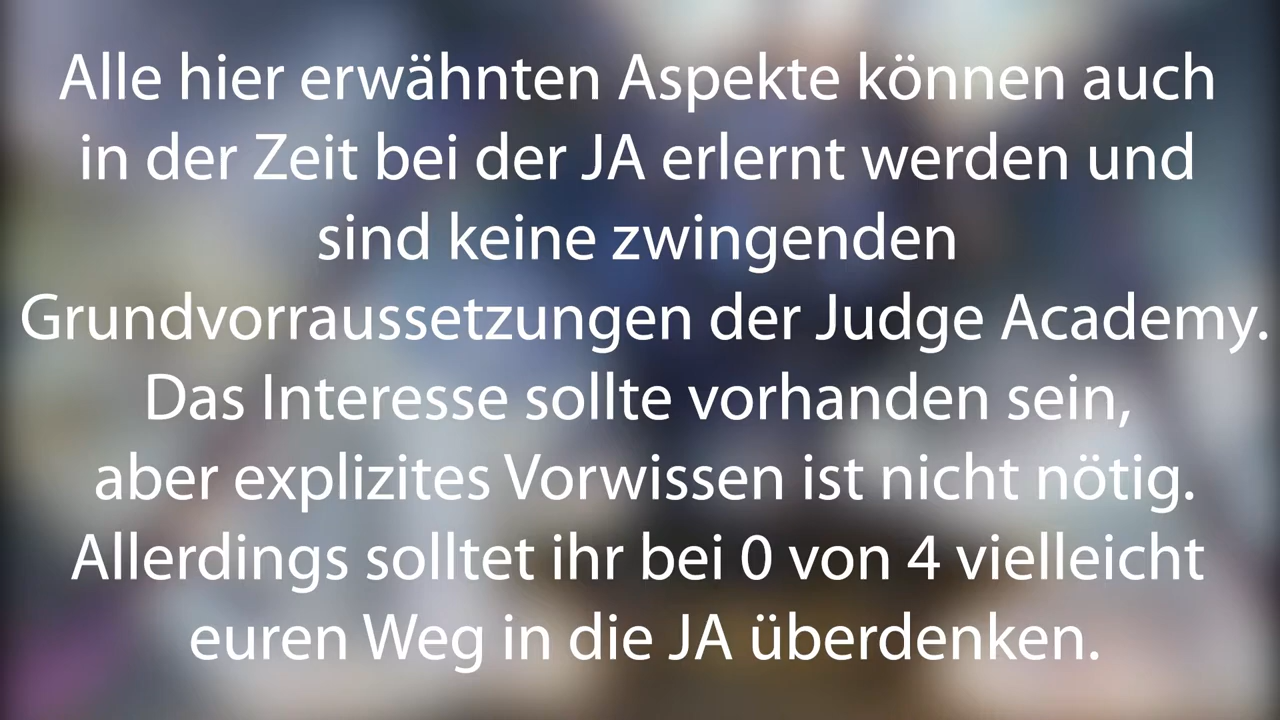 Alle hier erwähnten Aspekte können auch
in der Zeit bei der JA erlernt werden und
sind keine zwingenden
Grundvorraussetzungen der Judge Academy.
Das Interesse sollte vorhanden sein,
aber explizites Vorwissen ist nicht nötig.
Allerdings solltet ihr bei 0 von 4 vielleicht
euren Weg in die JA überdenken.